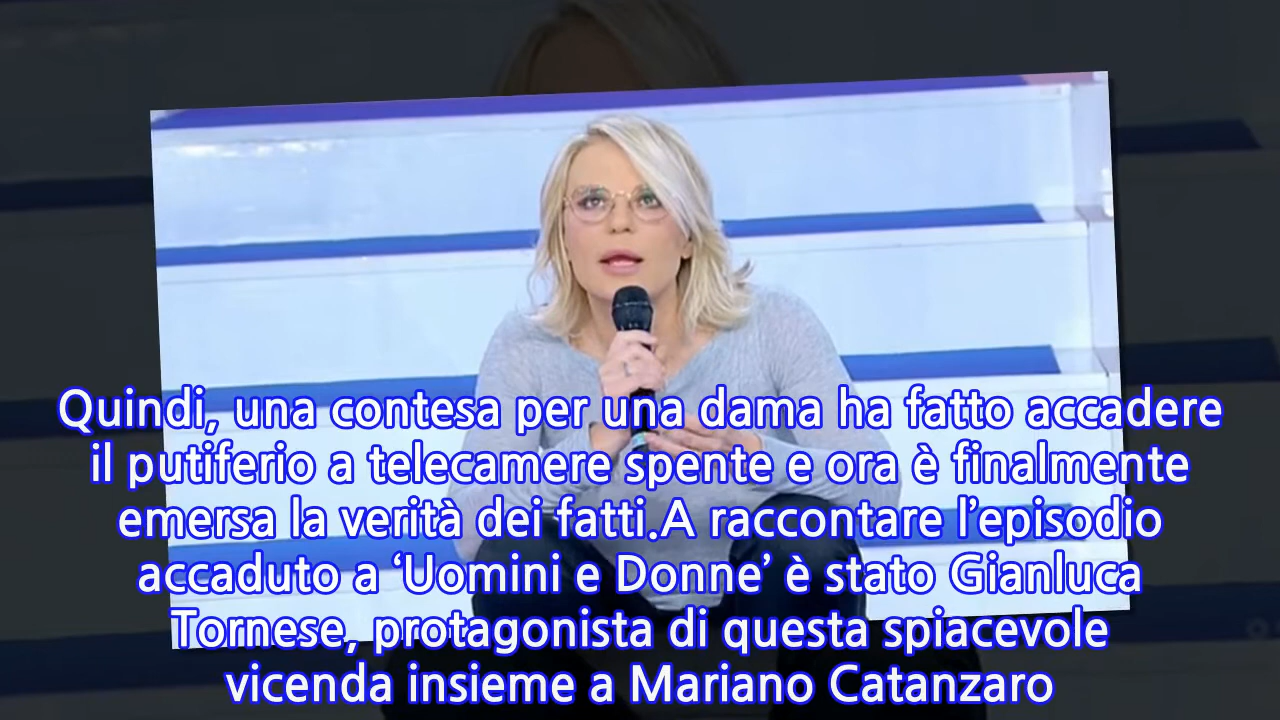 Quindi, una contesa per una dama ha fatto accadere
il putiferio a telecamere spente e ora è finalmente
emersa la verità dei fatti.A raccontare l’episodio
accaduto a ‘Uomini e Donne’ è stato Gianluca
Tornese, protagonista di questa spiacevole
vicenda insieme a Mariano Catanzaro